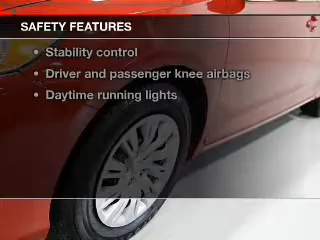 SAFETY FEATURES
• Stability control
• Driver and passenger knee airbags
• Daytime running lights